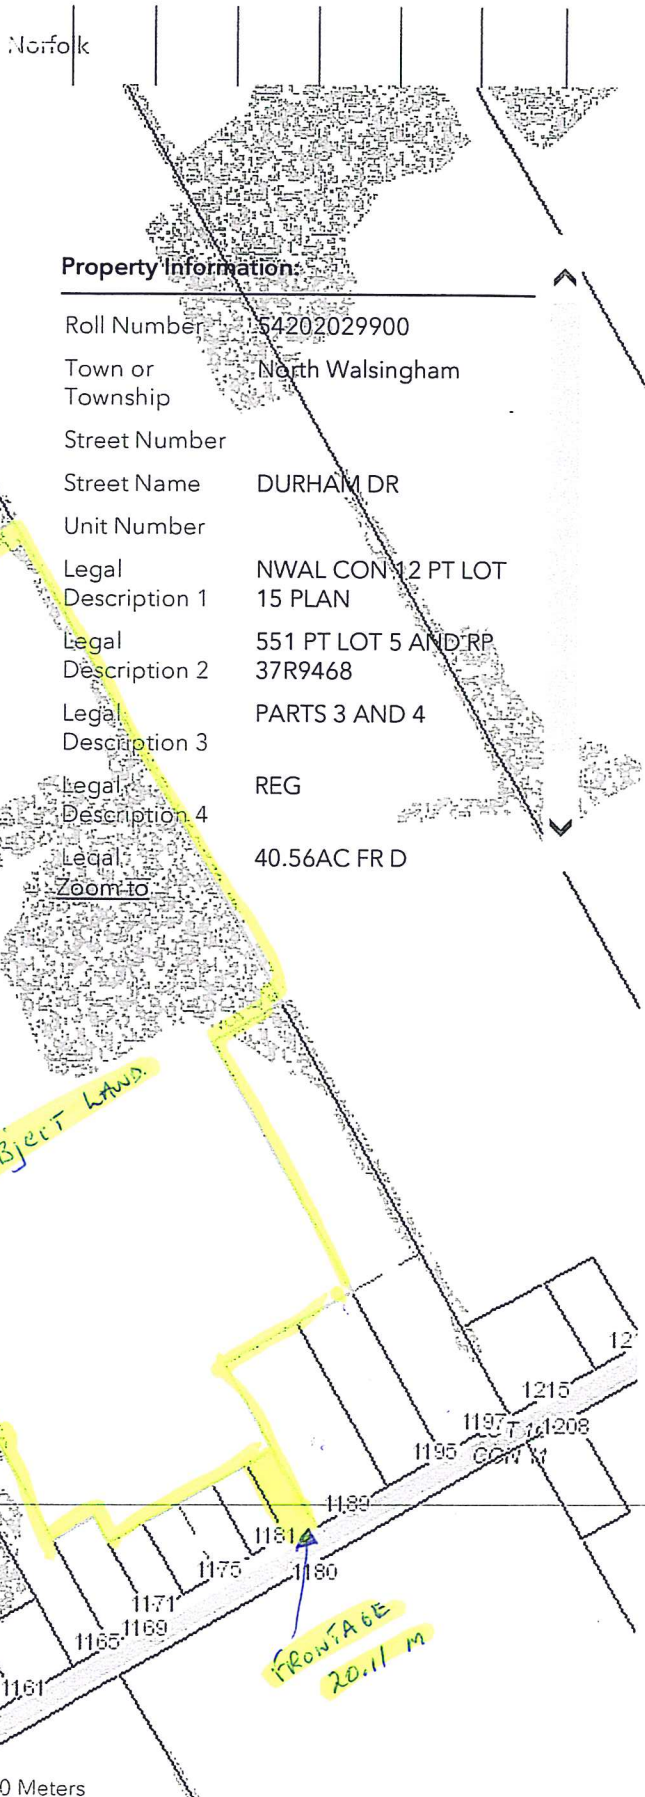 Norfolk
Property Information:
Roll Number 54202029900
Town or Township North Walsingham
Street Number
Street Name DURHAM DR
Unit Number
Legal Description 1 NWAL CON 12 PT LOT 15 PLAN
Legal Description 2 551 PT LOT 5 AND RP 37R9468
Legal Description 3 PARTS 3 AND 4
Legal Description 4 REG
Legal 40.56AC FR D
Zoom to
BJECT LAND
12
1215
1197
1208
1195
CON 11
1189
1181
1180
1175
1171
1169
1165
1161
FRONTAGE
20.11 M
0 Meters